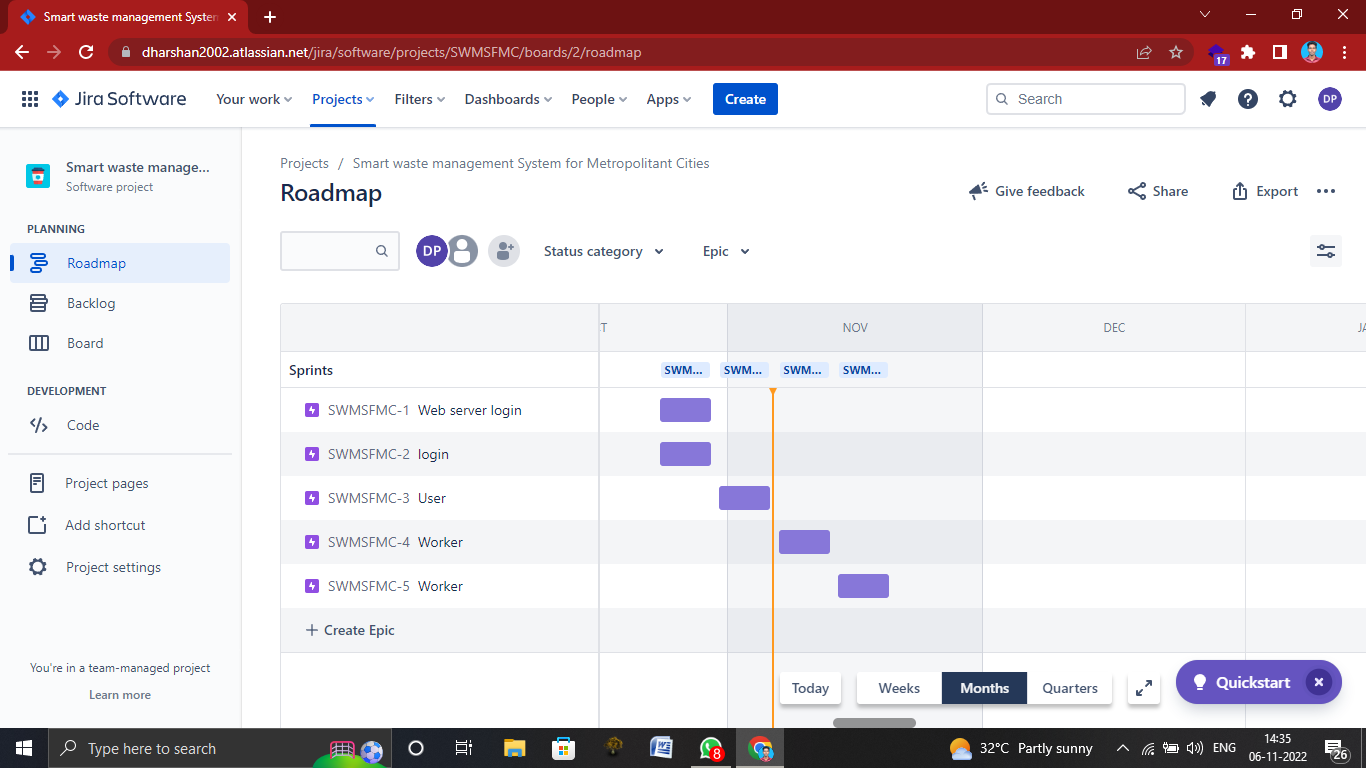 Smart waste management System
dharshan2002.atlassian.net/jira/software/projects/SWMSFMC/boards/2/roadmap
17
Jira Software
Your work
Projects
Filters
Dashboards
People
Apps
Create
Search
DP
Smart waste manage...
Software project
PLANNING
Roadmap
Backlog
Board
DEVELOPMENT
Code
Project pages
Add shortcut
Project settings
You're in a team-managed project
Learn more
Projects / Smart waste management System for Metropolitant Cities
Roadmap
Give feedback
Share
Export
DP
Status category
Epic
T
NOV
DEC
JA
Sprints
SWM... SWM... SWM... SWM...
SWMSFMC-1 Web server login
SWMSFMC-2 login
SWMSFMC-3 User
SWMSFMC-4 Worker
SWMSFMC-5 Worker
+ Create Epic
Today
Weeks
Months
Quarters
Quickstart
Type here to search
8
32°C Partly sunny
ENG
14:35
06-11-2022
26